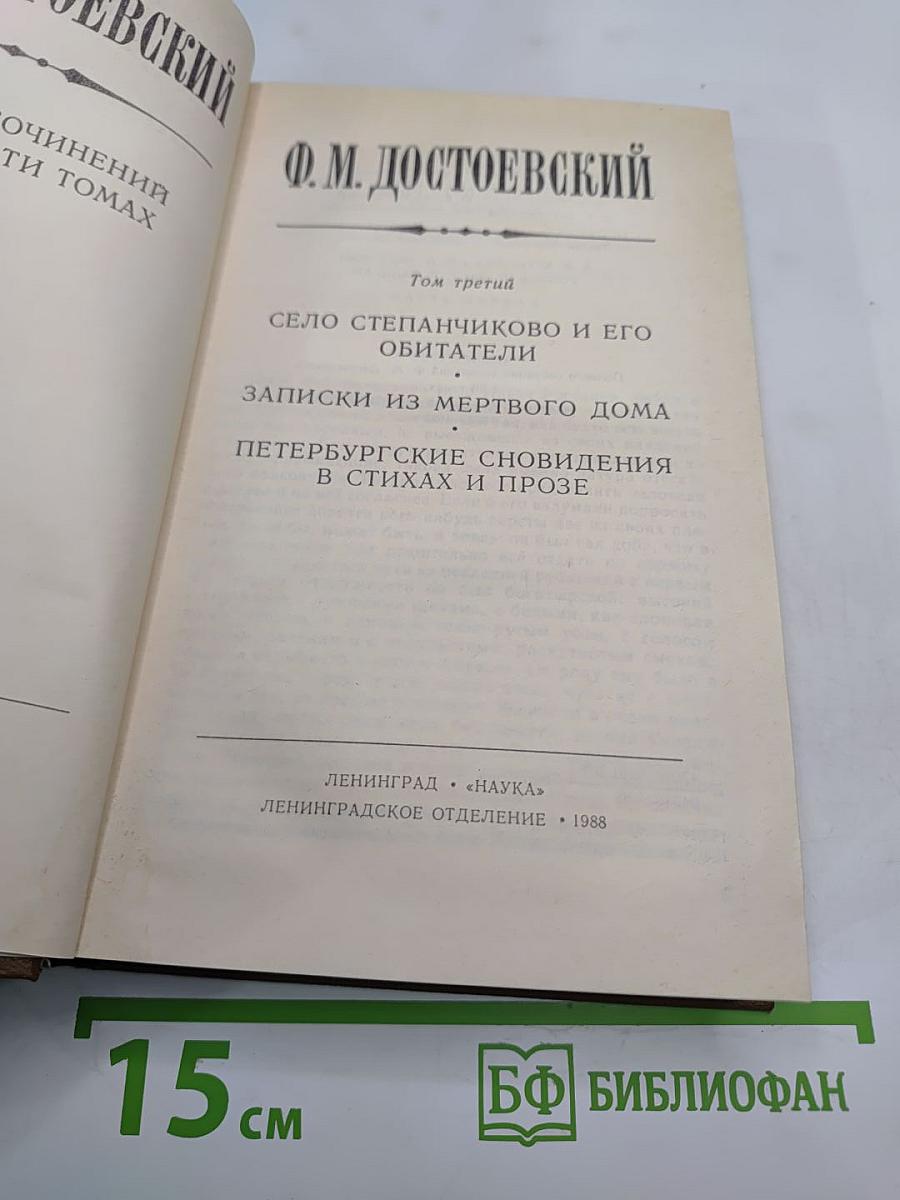 ТОЕВСКИЙ
СОЧИНЕНИЙ
ТИ ТОМАХ
Ф. М. ДОСТОЕВСКИЙ
Том третий
СЕЛО СТЕПАНЧИКОВО И ЕГО
ОБИТАТЕЛИ
•
ЗАПИСКИ ИЗ МЕРТВОГО ДОМА
•
ПЕТЕРБУРГСКИЕ СНОВИДЕНИЯ
В СТИХАХ И ПРОЗЕ
ЛЕНИНГРАД • «НАУКА»
ЛЕНИНГРАДСКОЕ ОТДЕЛЕНИЕ • 1988
15 см
БФ БИБЛИОФАН